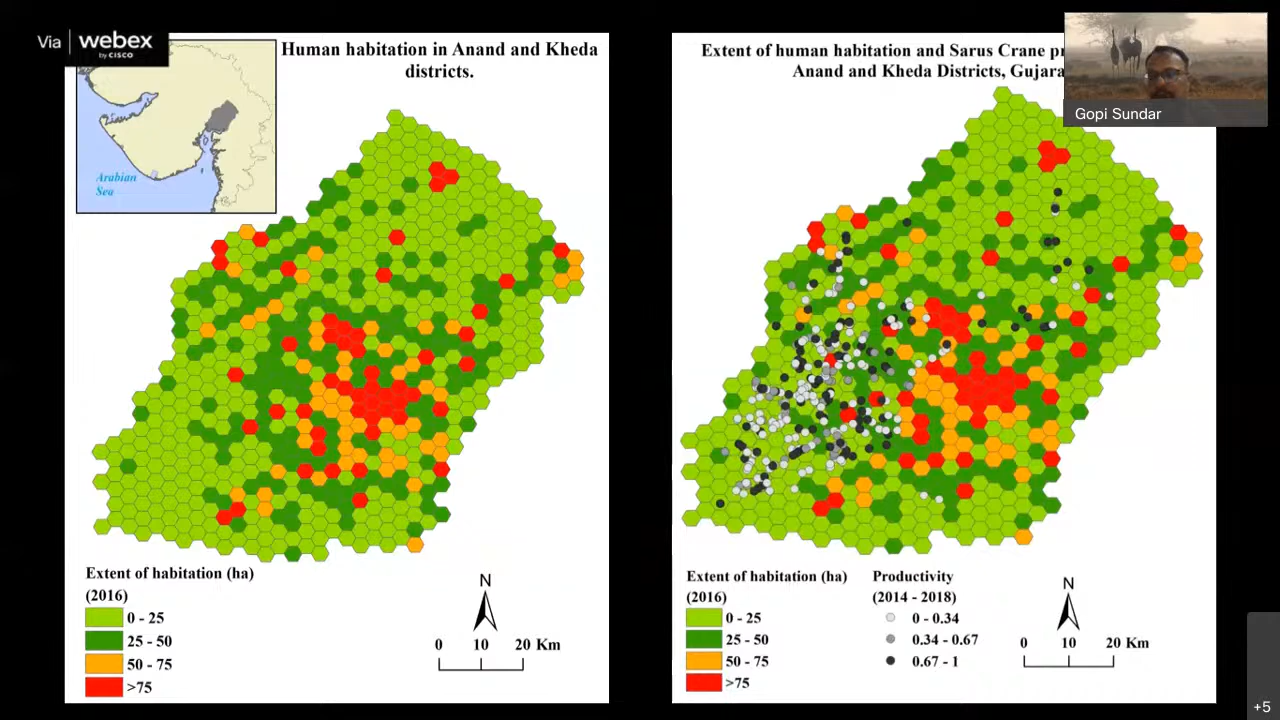 Via webex
by CISCO
Human habitation in Anand and Kheda
districts.
Arabian
Sea
Extent of habitation (ha)
(2016)
0 - 25
25 - 50
50 - 75
>75
N
0 10 20 Km
Extent of human habitation and Sarus Crane
Anand and Kheda Districts,
Gopi Sundar
Extent of habitation (ha)
(2016)
0 - 25
25 - 50
50 - 75
>75
Productivity
(2014 - 2018)
0 - 0.34
0.34 - 0.67
0.67 - 1
N
0 10 20 Km
+5